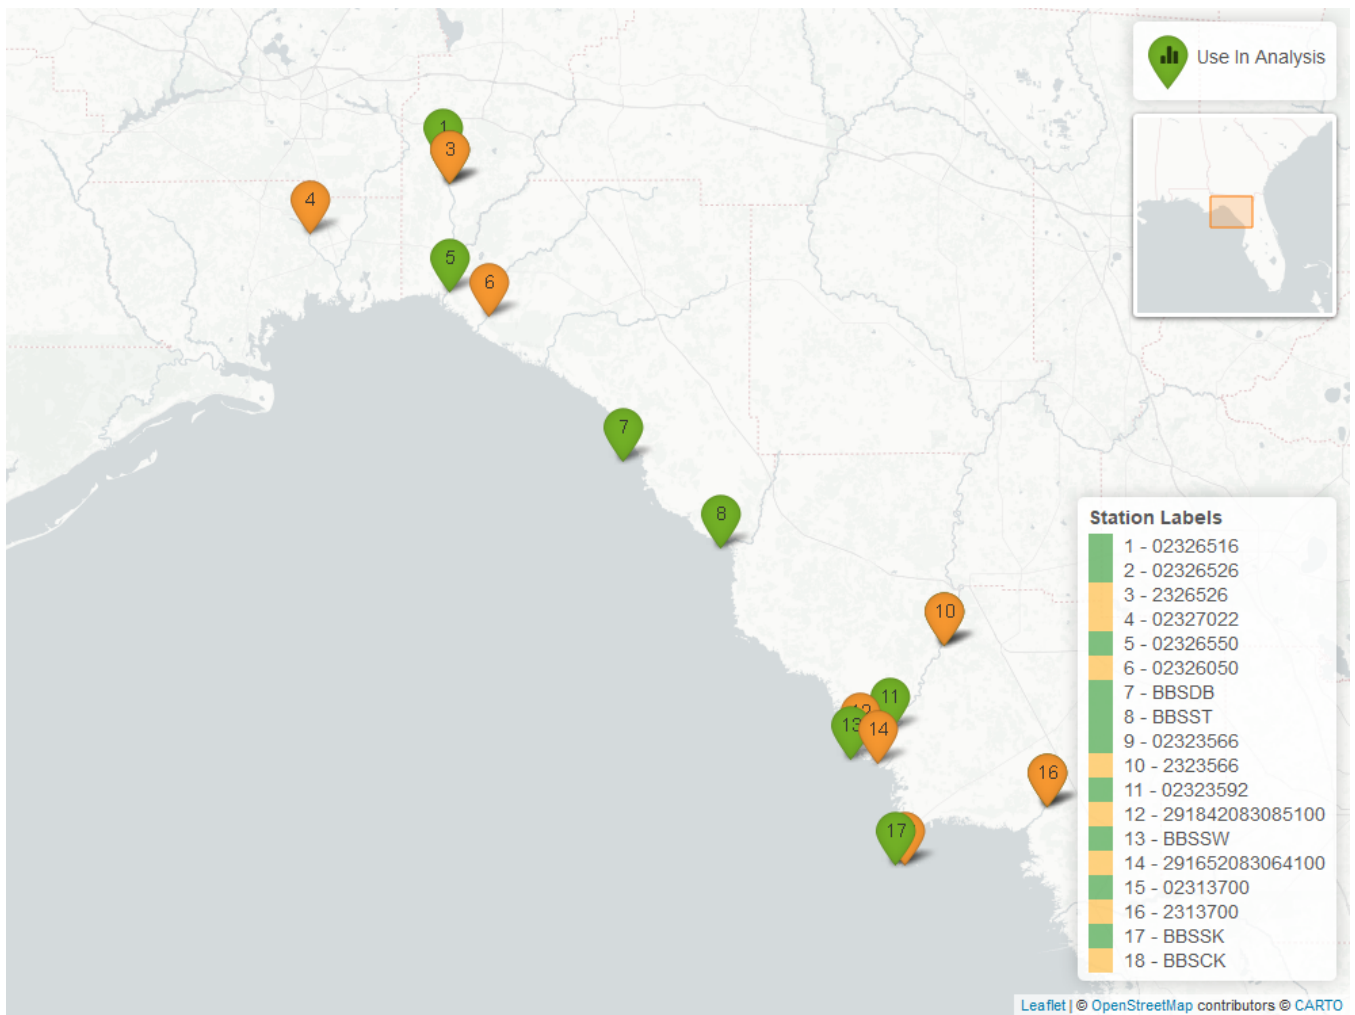 Use In Analysis
1
3
4
5
6
7
8
10
11
12
13
14
16
17
Station Labels
1 - 02326516
2 - 02326526
3 - 2326526
4 - 02327022
5 - 02326550
6 - 02326050
7 - BBSDB
8 - BBSST
9 - 02323566
10 - 2323566
11 - 02323592
12 - 291842083085100
13 - BBSSW
14 - 291652083064100
15 - 02313700
16 - 2313700
17 - BBSSK
18 - BBSCK
Leaflet | © OpenStreetMap contributors © CARTO